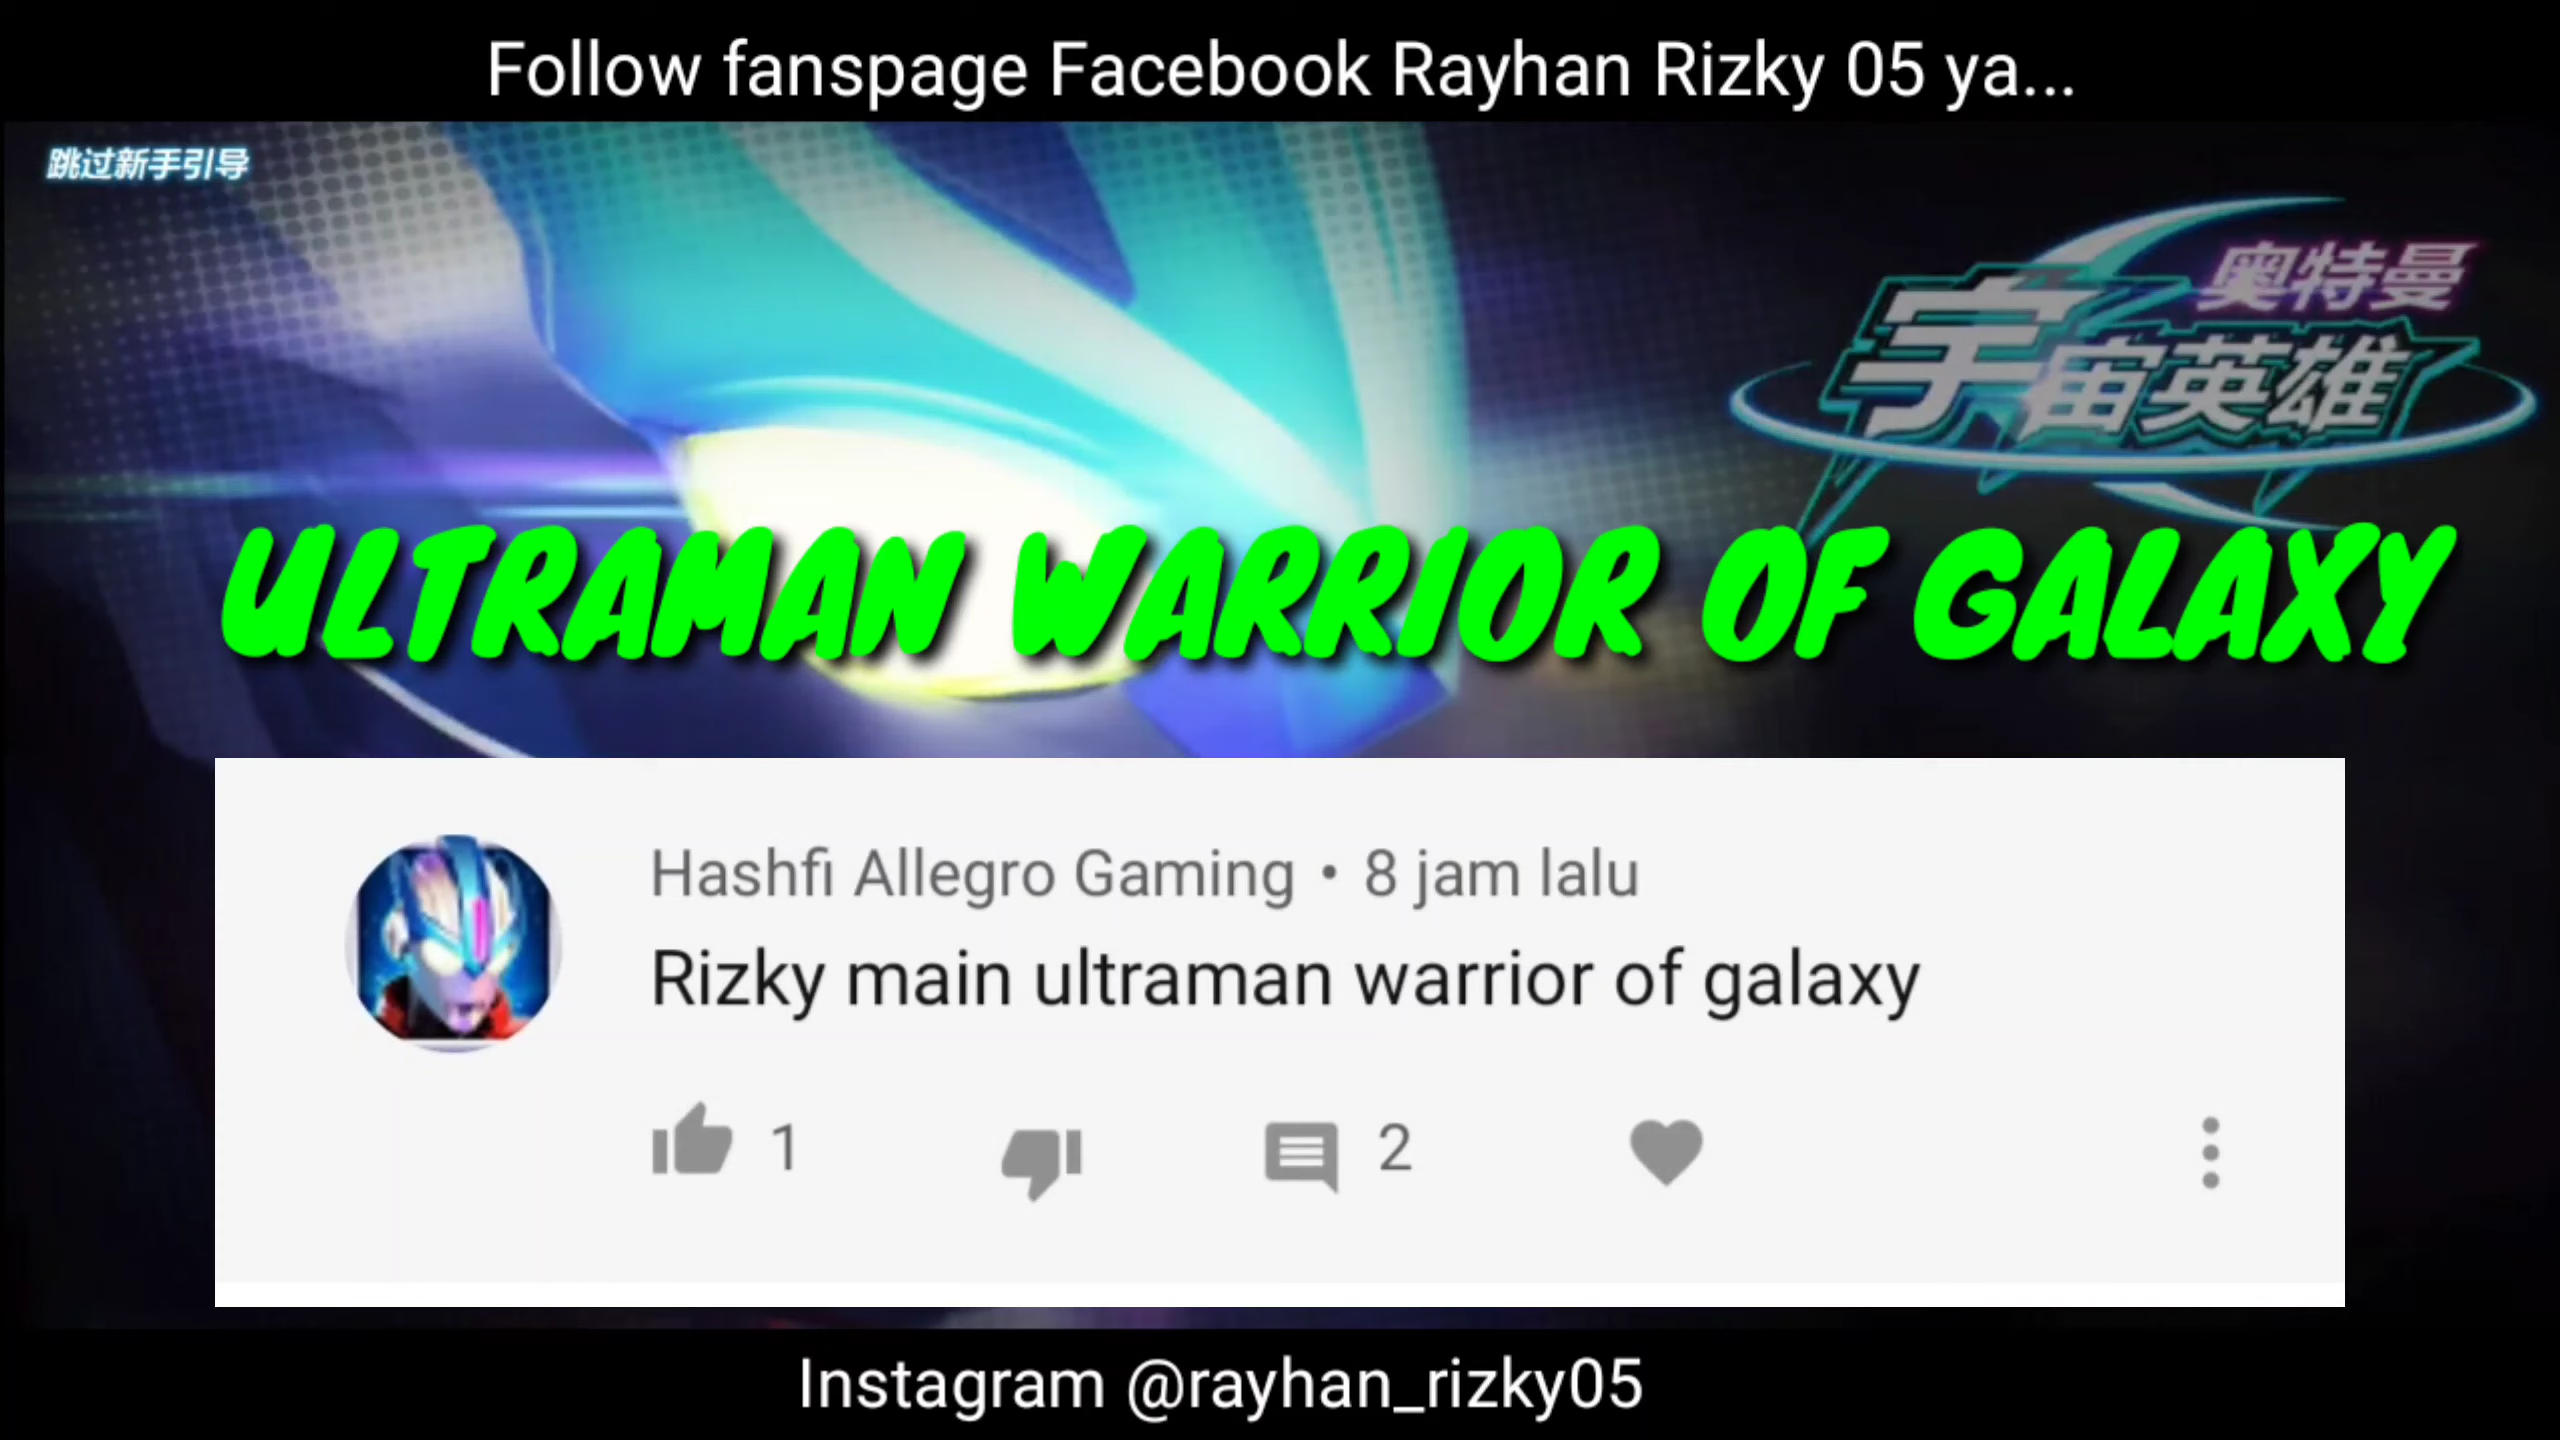 Follow fanspage Facebook Rayhan Rizky 05 ya...
跳过新手引导
奥特曼
宇宙英雄
ULTRAMAN WARRIOR OF GALAXY
Hashfi Allegro Gaming • 8 jam lalu
Rizky main ultraman warrior of galaxy
1
2
Instagram @rayhan_rizky05